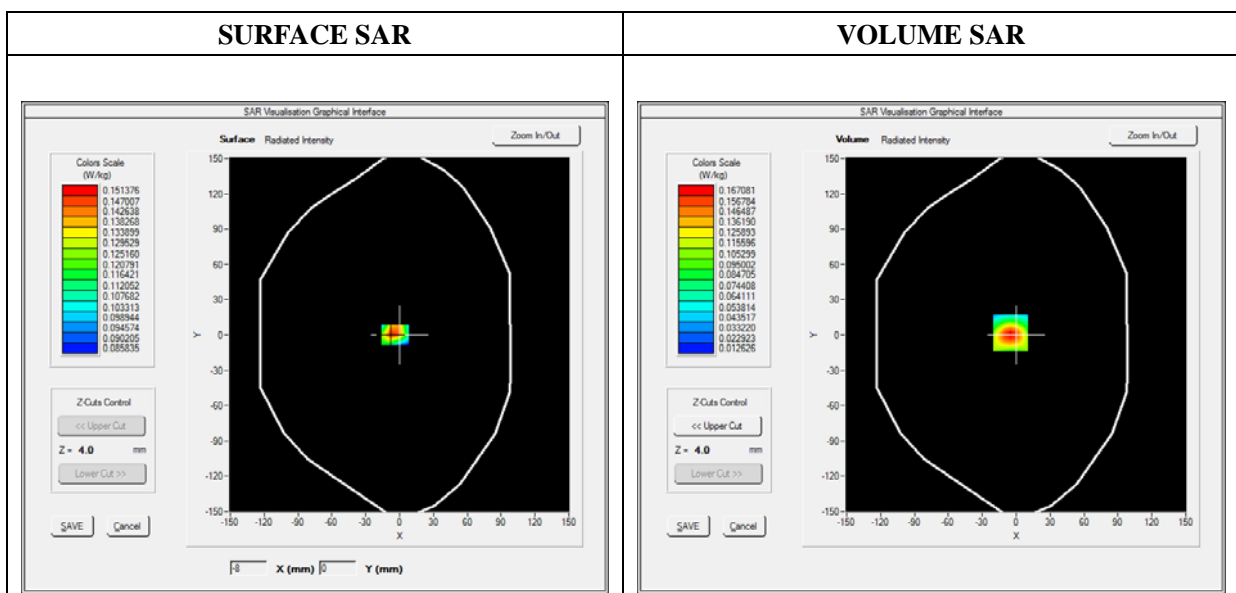 SURFACE SAR
VOLUME SAR
SAR Visualisation Graphical Interface
Surface Radiated Intensity
Zoom In/Out
Colors Scale
(W/kg)
0.151376
0.147007
0.142638
0.138268
0.133899
0.129529
0.125160
0.120791
0.116421
0.112052
0.107682
0.103313
0.098944
0.094574
0.090205
0.085835
Z-Cuts Control
<< Upper Cut
Z = 4.0 mm
Lower Cut >>
SAVE Cancel
150
120
90
60
30
0
-30
-60
-90
-120
-150
Y
-150 -120 -90 -60 -30 0 30 60 90 120 150
X
-8 X (mm) 0 Y (mm)
SAR Visualisation Graphical Interface
Volume Radiated Intensity
Zoom In/Out
Colors Scale
(W/kg)
0.167081
0.156784
0.146487
0.136190
0.125893
0.115596
0.105299
0.095002
0.084705
0.074408
0.064111
0.053814
0.043517
0.033220
0.022923
0.012626
Z-Cuts Control
<< Upper Cut
Z = 4.0 mm
Lower Cut >>
SAVE Cancel
150
120
90
60
30
0
-30
-60
-90
-120
-150
Y
-150 -120 -90 -60 -30 0 30 60 90 120 150
X